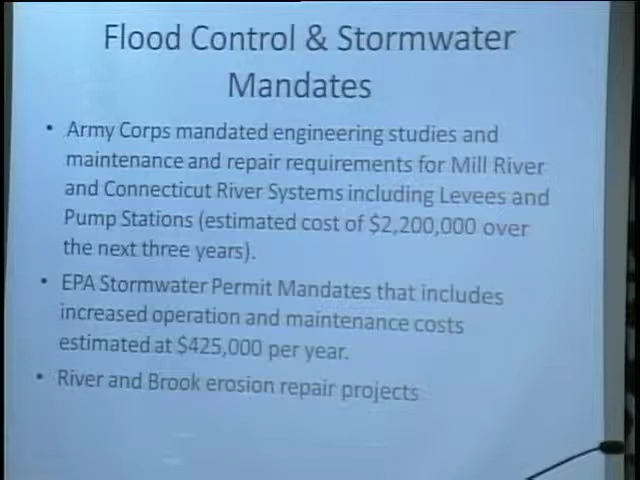 Flood Control & Stormwater
Mandates
• Army Corps mandated engineering studies and
maintenance and repair requirements for Mill River
and Connecticut River Systems including Levees and
Pump Stations (estimated cost of $2,200,000 over
the next three years).
• EPA Stormwater Permit Mandates that includes
increased operation and maintenance costs
estimated at $425,000 per year.
• River and Brook erosion repair projects